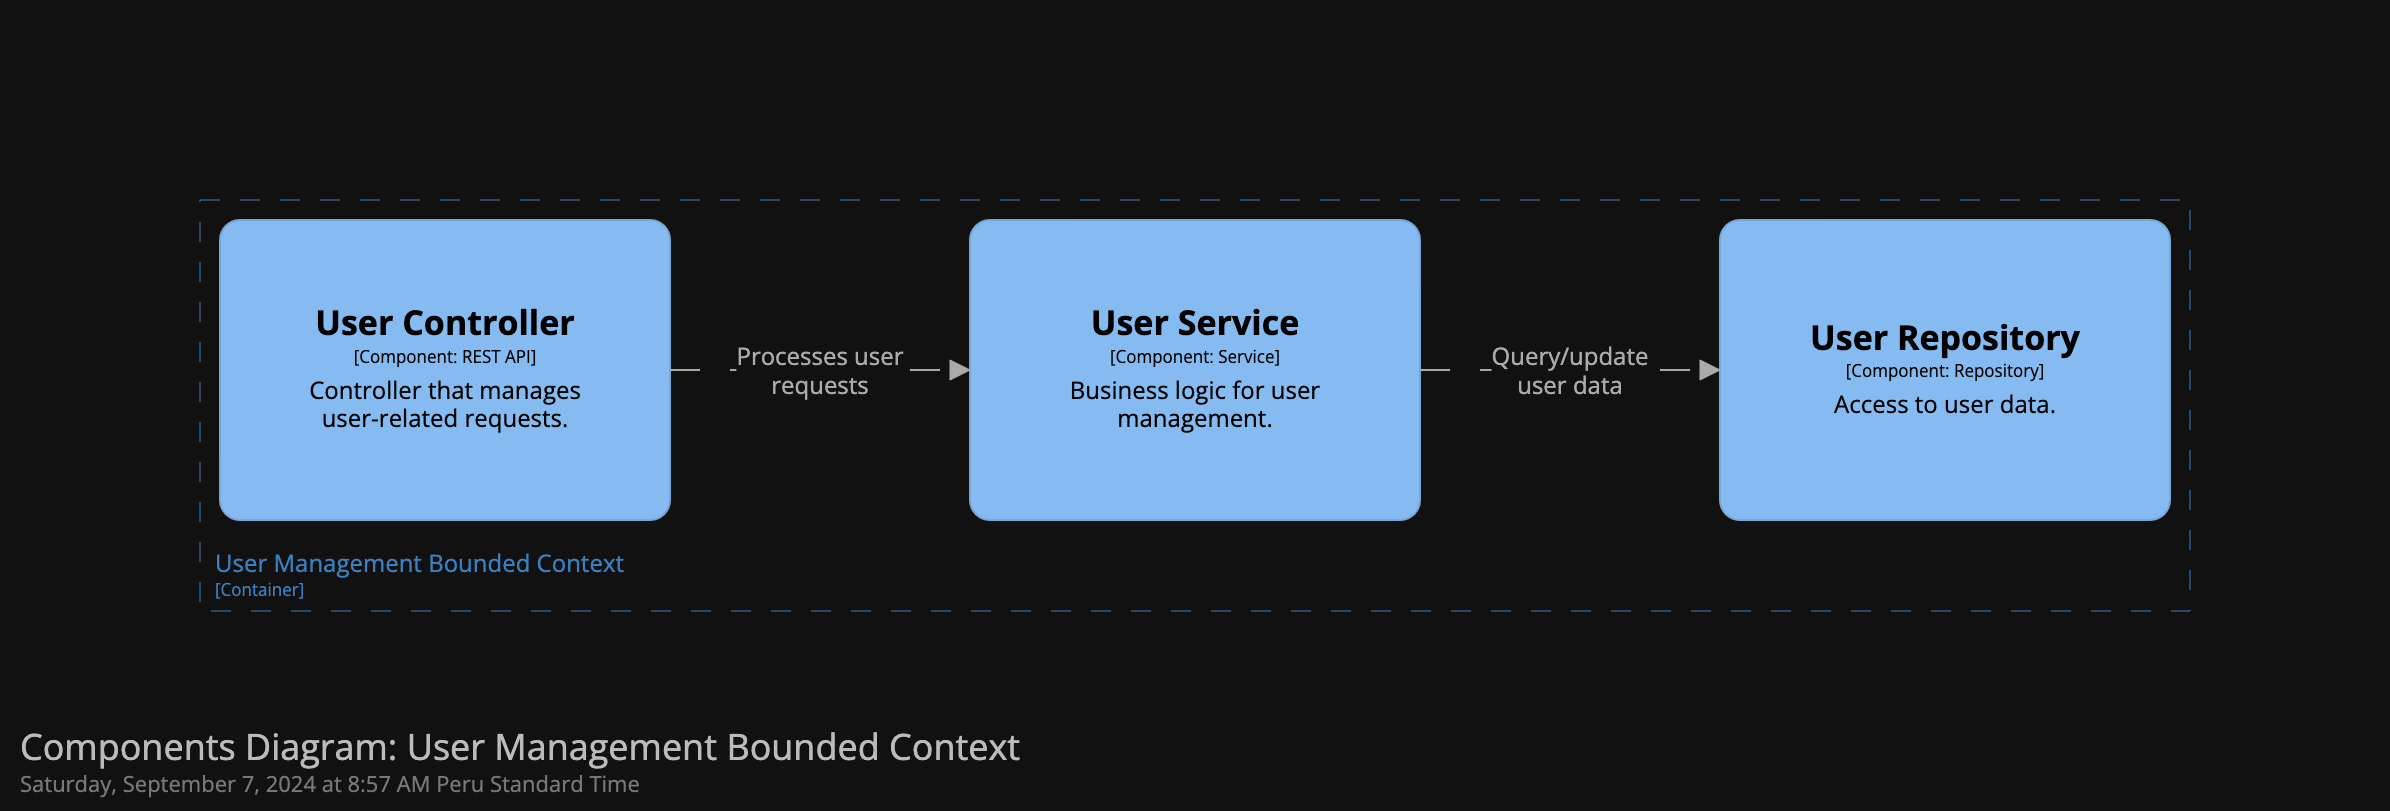 User Controller
[Component: REST API]
Controller that manages
user-related requests.
Processes user
requests
User Service
[Component: Service]
Business logic for user
management.
Query/update
user data
User Repository
[Component: Repository]
Access to user data.
User Management Bounded Context
[Container]
Components Diagram: User Management Bounded Context
Saturday, September 7, 2024 at 8:57 AM Peru Standard Time